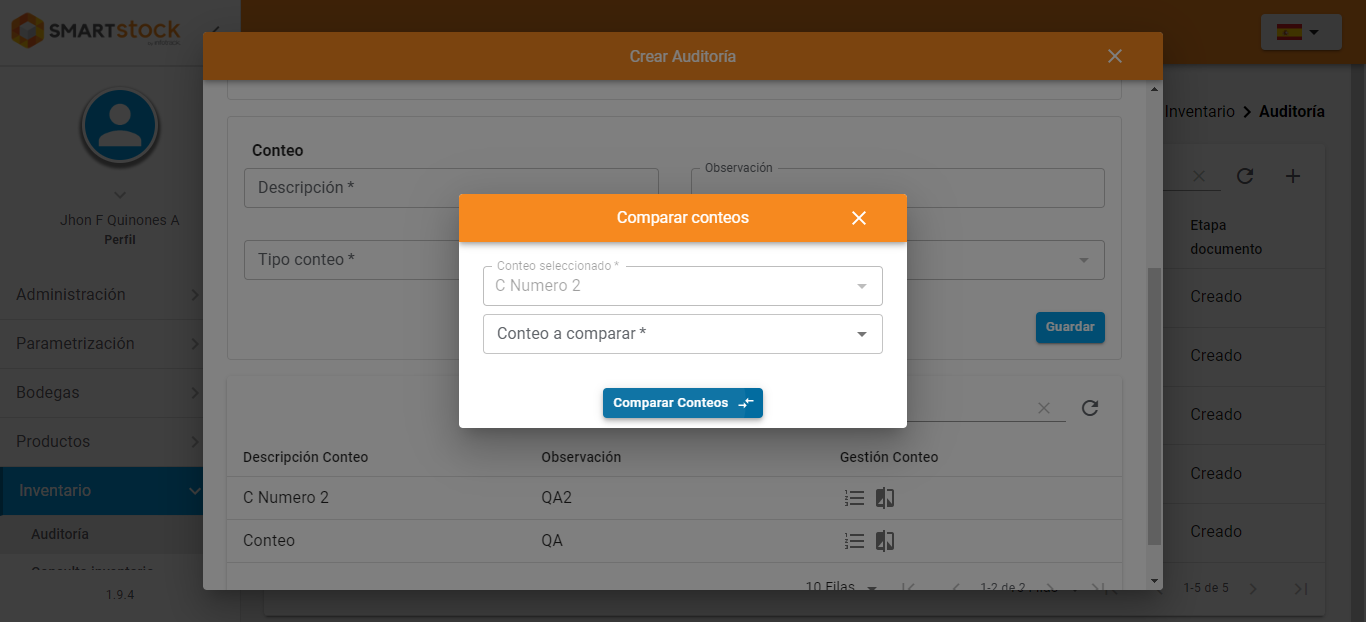 SMARTstock
Crear Auditoría
Inventario > Auditoría
Conteo
Descripción *
Observación
Tipo conteo *
Guardar
Comparar conteos
Conteo seleccionado *
C Numero 2
Conteo a comparar *
Comparar Conteos
Jhon F Quinones A
Perfil
Administración
Parametrización
Bodegas
Productos
Inventario
Auditoría
Consulta inventario
1.9.4
Descripción Conteo Observación Gestión Conteo
C Numero 2 QA2
Conteo QA
10 Filas 1-2 de 2 Filas
Etapa
documento
Creado
Creado
Creado
Creado
Creado
1-5 de 5